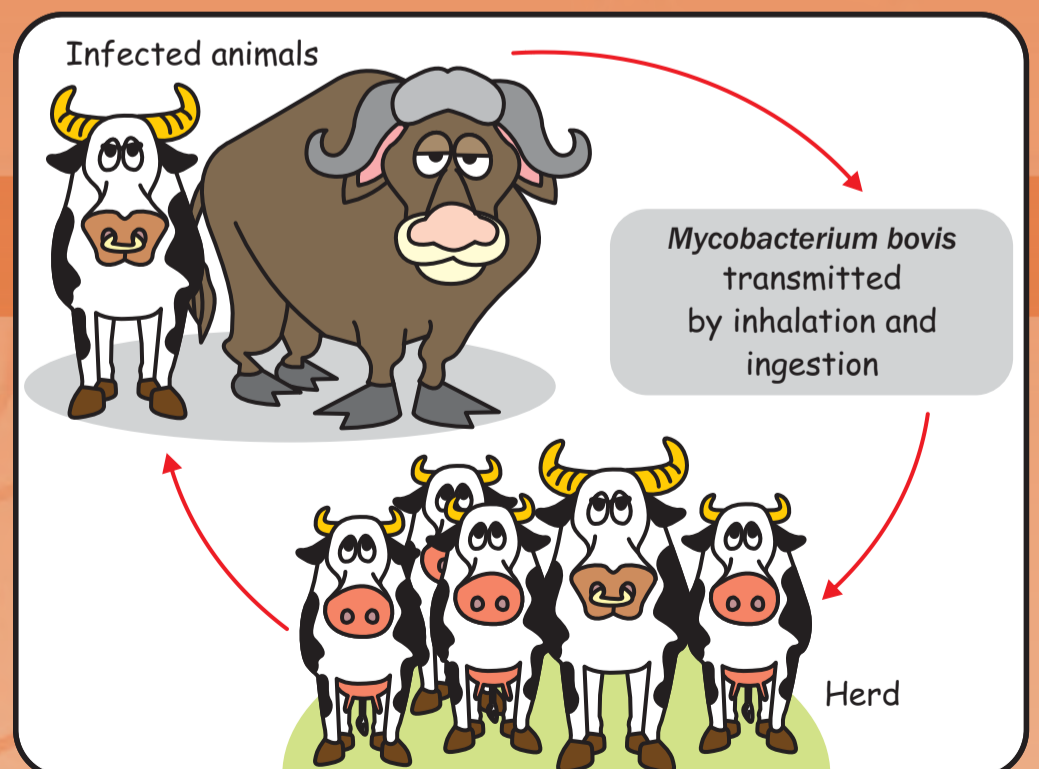 Infected animals
Mycobacterium bovis
transmitted
by inhalation and
ingestion
Herd